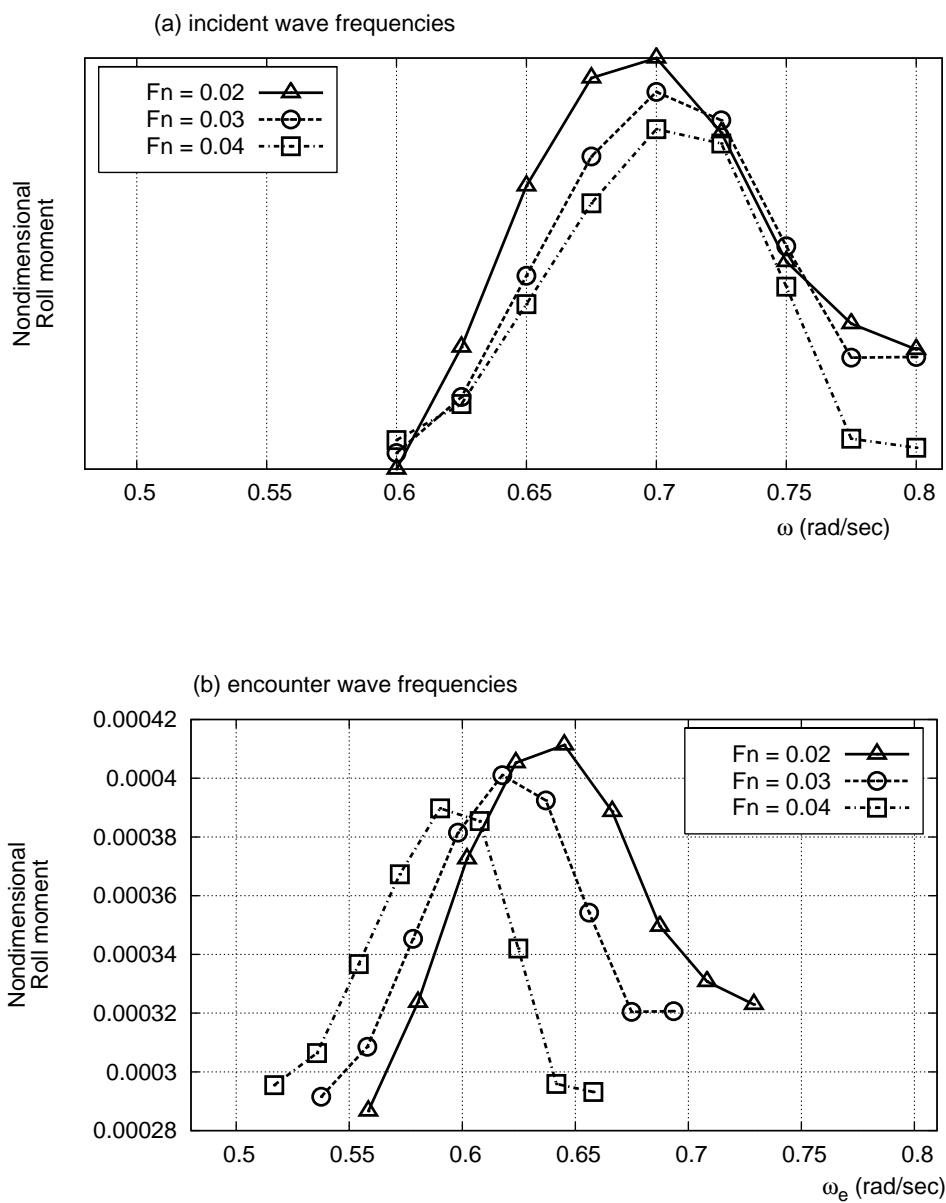 (a) incident wave frequencies
Fn = 0.02
Fn = 0.03
Fn = 0.04
Nondimensional
Roll moment
0.5 0.55 0.6 0.65 0.7 0.75 0.8
ω (rad/sec)
(b) encounter wave frequencies
0.00042
0.0004
0.00038
0.00036
0.00034
0.00032
0.0003
0.00028
Nondimensional
Roll moment
Fn = 0.02
Fn = 0.03
Fn = 0.04
0.5 0.55 0.6 0.65 0.7 0.75 0.8
ωe (rad/sec)